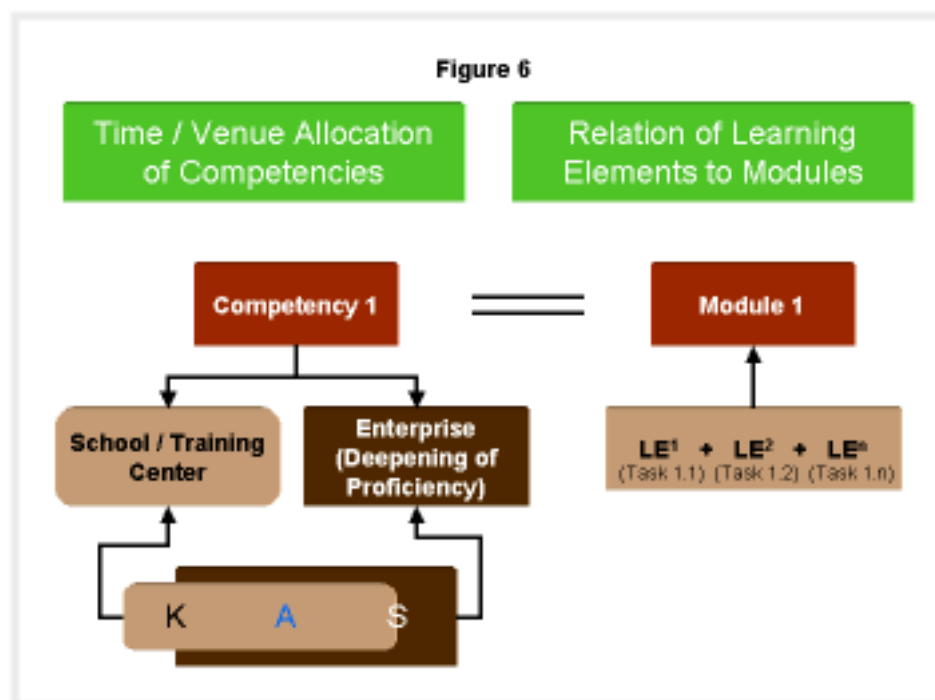 Figure 6
Time / Venue Allocation
of Competencies
Relation of Learning
Elements to Modules
Competency 1
Module 1
School / Training
Center
Enterprise
(Deepening of
Proficiency)
LE¹ + LE² + LEⁿ
(Task 1.1) (Task 1.2) (Task 1.n)
K A S